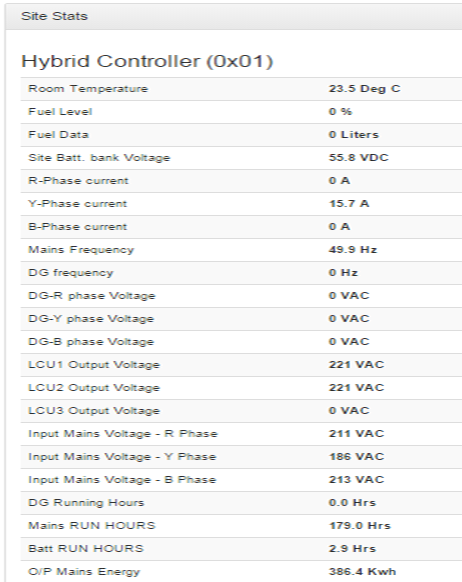 Site Stats
Hybrid Controller (0x01)
Room Temperature 23.5 Deg C
Fuel Level 0 %
Fuel Data 0 Liters
Site Batt. bank Voltage 55.8 VDC
R-Phase current 0 A
Y-Phase current 15.7 A
B-Phase current 0 A
Mains Frequency 49.9 Hz
DG frequency 0 Hz
DG-R phase Voltage 0 VAC
DG-Y phase Voltage 0 VAC
DG-B phase Voltage 0 VAC
LCU1 Output Voltage 221 VAC
LCU2 Output Voltage 221 VAC
LCU3 Output Voltage 0 VAC
Input Mains Voltage - R Phase 211 VAC
Input Mains Voltage - Y Phase 186 VAC
Input Mains Voltage - B Phase 213 VAC
DG Running Hours 0.0 Hrs
Mains RUN HOURS 179.0 Hrs
Batt RUN HOURS 2.9 Hrs
O/P Mains Energy 386.4 Kwh